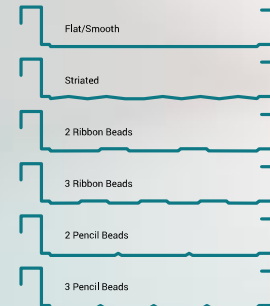 Flat/Smooth
Striated
2 Ribbon Beads
3 Ribbon Beads
2 Pencil Beads
3 Pencil Beads